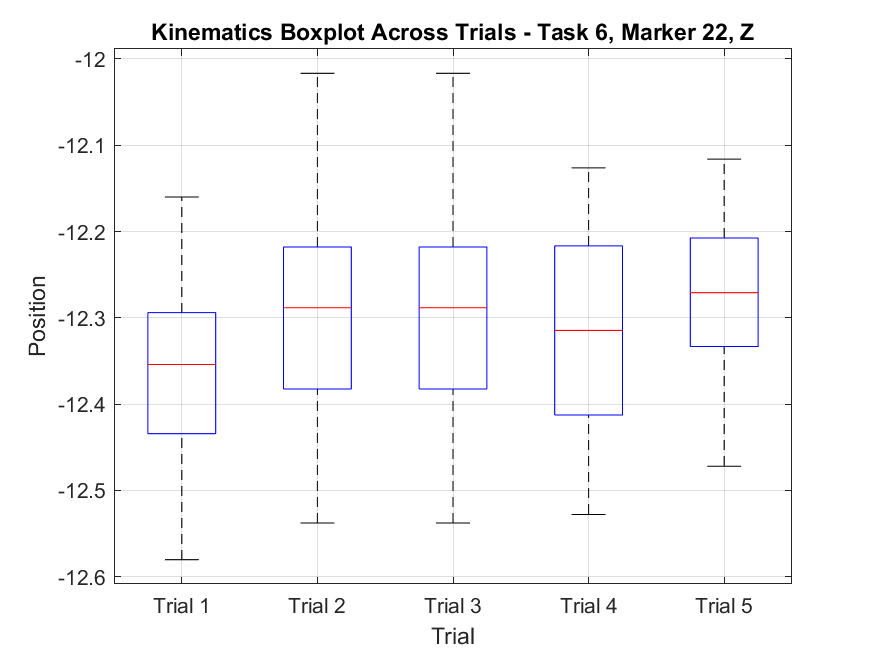 Kinematics Boxplot Across Trials - Task 6, Marker 22, Z
-12
-12.1
-12.2
-12.3
-12.4
-12.5
-12.6
Position
Trial 1 Trial 2 Trial 3 Trial 4 Trial 5
Trial